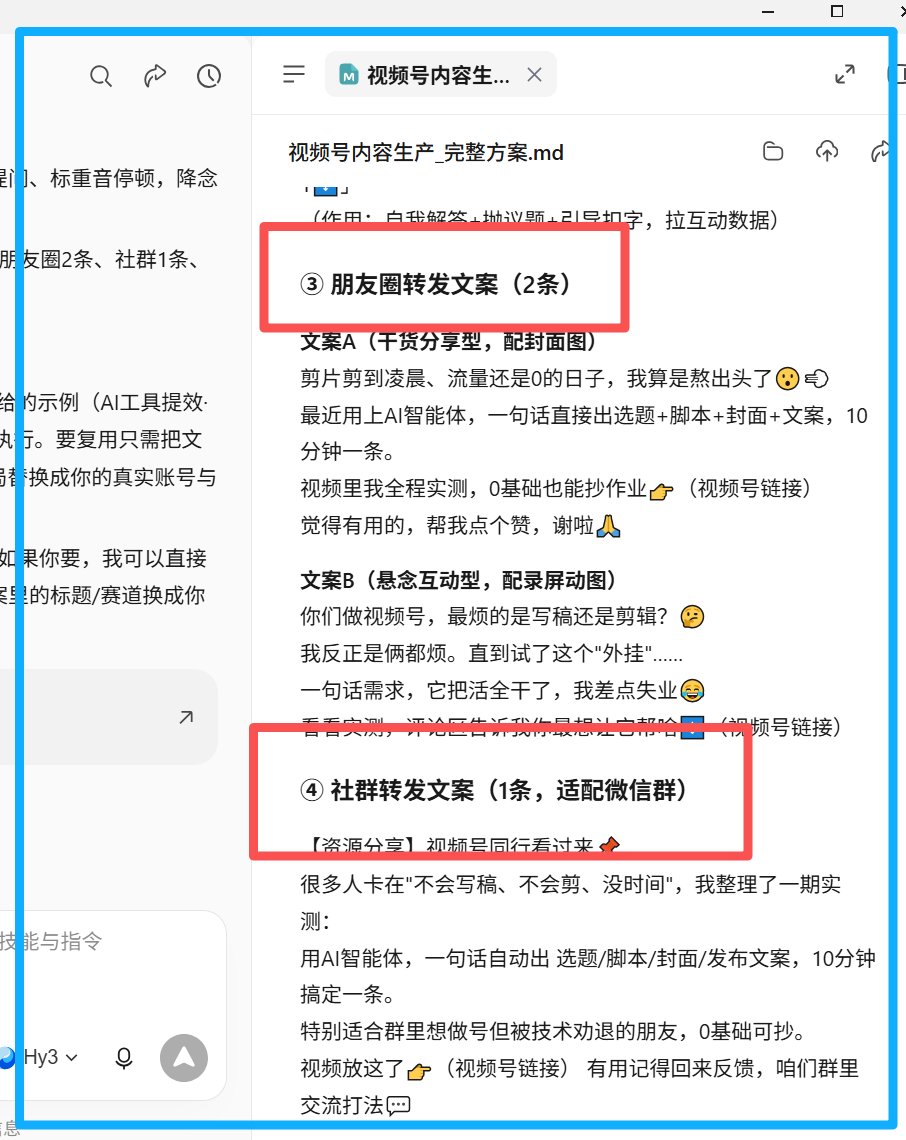 视频号内容生...
视频号内容生产_完整方案.md
、标重音停顿，降念
朋友圈2条、社群1条、
给的示例（AI工具提效·
执行。要复用只需把文
替换成你的真实账号与
如果你要，我可以直接
案里的标题/赛道换成你
技能与指令
Hy3
「⬇️」
（作用：自我解答+抛议题+引导扣字，拉互动数据）
③ 朋友圈转发文案（2条）
文案A（干货分享型，配封面图）
剪片剪到凌晨、流量还是0的日子，我算是熬出头了😮‍💨
最近用上AI智能体，一句话直接出选题+脚本+封面+文案，10
分钟一条。
视频里我全程实测，0基础也能抄作业👉（视频号链接）
觉得有用的，帮我点个赞，谢啦🙏
文案B（悬念互动型，配录屏动图）
你们做视频号，最烦的是写稿还是剪辑？🤔
我反正是俩都烦。直到试了这个"外挂"……
一句话需求，它把活全干了，我差点失业😂
看看实测，评论区告诉我你最想让它帮啥⬇️（视频号链接）
④ 社群转发文案（1条，适配微信群）
【资源分享】视频号同行看过来📌
很多人卡在"不会写稿、不会剪、没时间"，我整理了一期实
测：
用AI智能体，一句话自动出 选题/脚本/封面/发布文案，10分钟
搞定一条。
特别适合群里想做号但被技术劝退的朋友，0基础可抄。
视频放这了👉（视频号链接） 有用记得回来反馈，咱们群里
交流打法💬